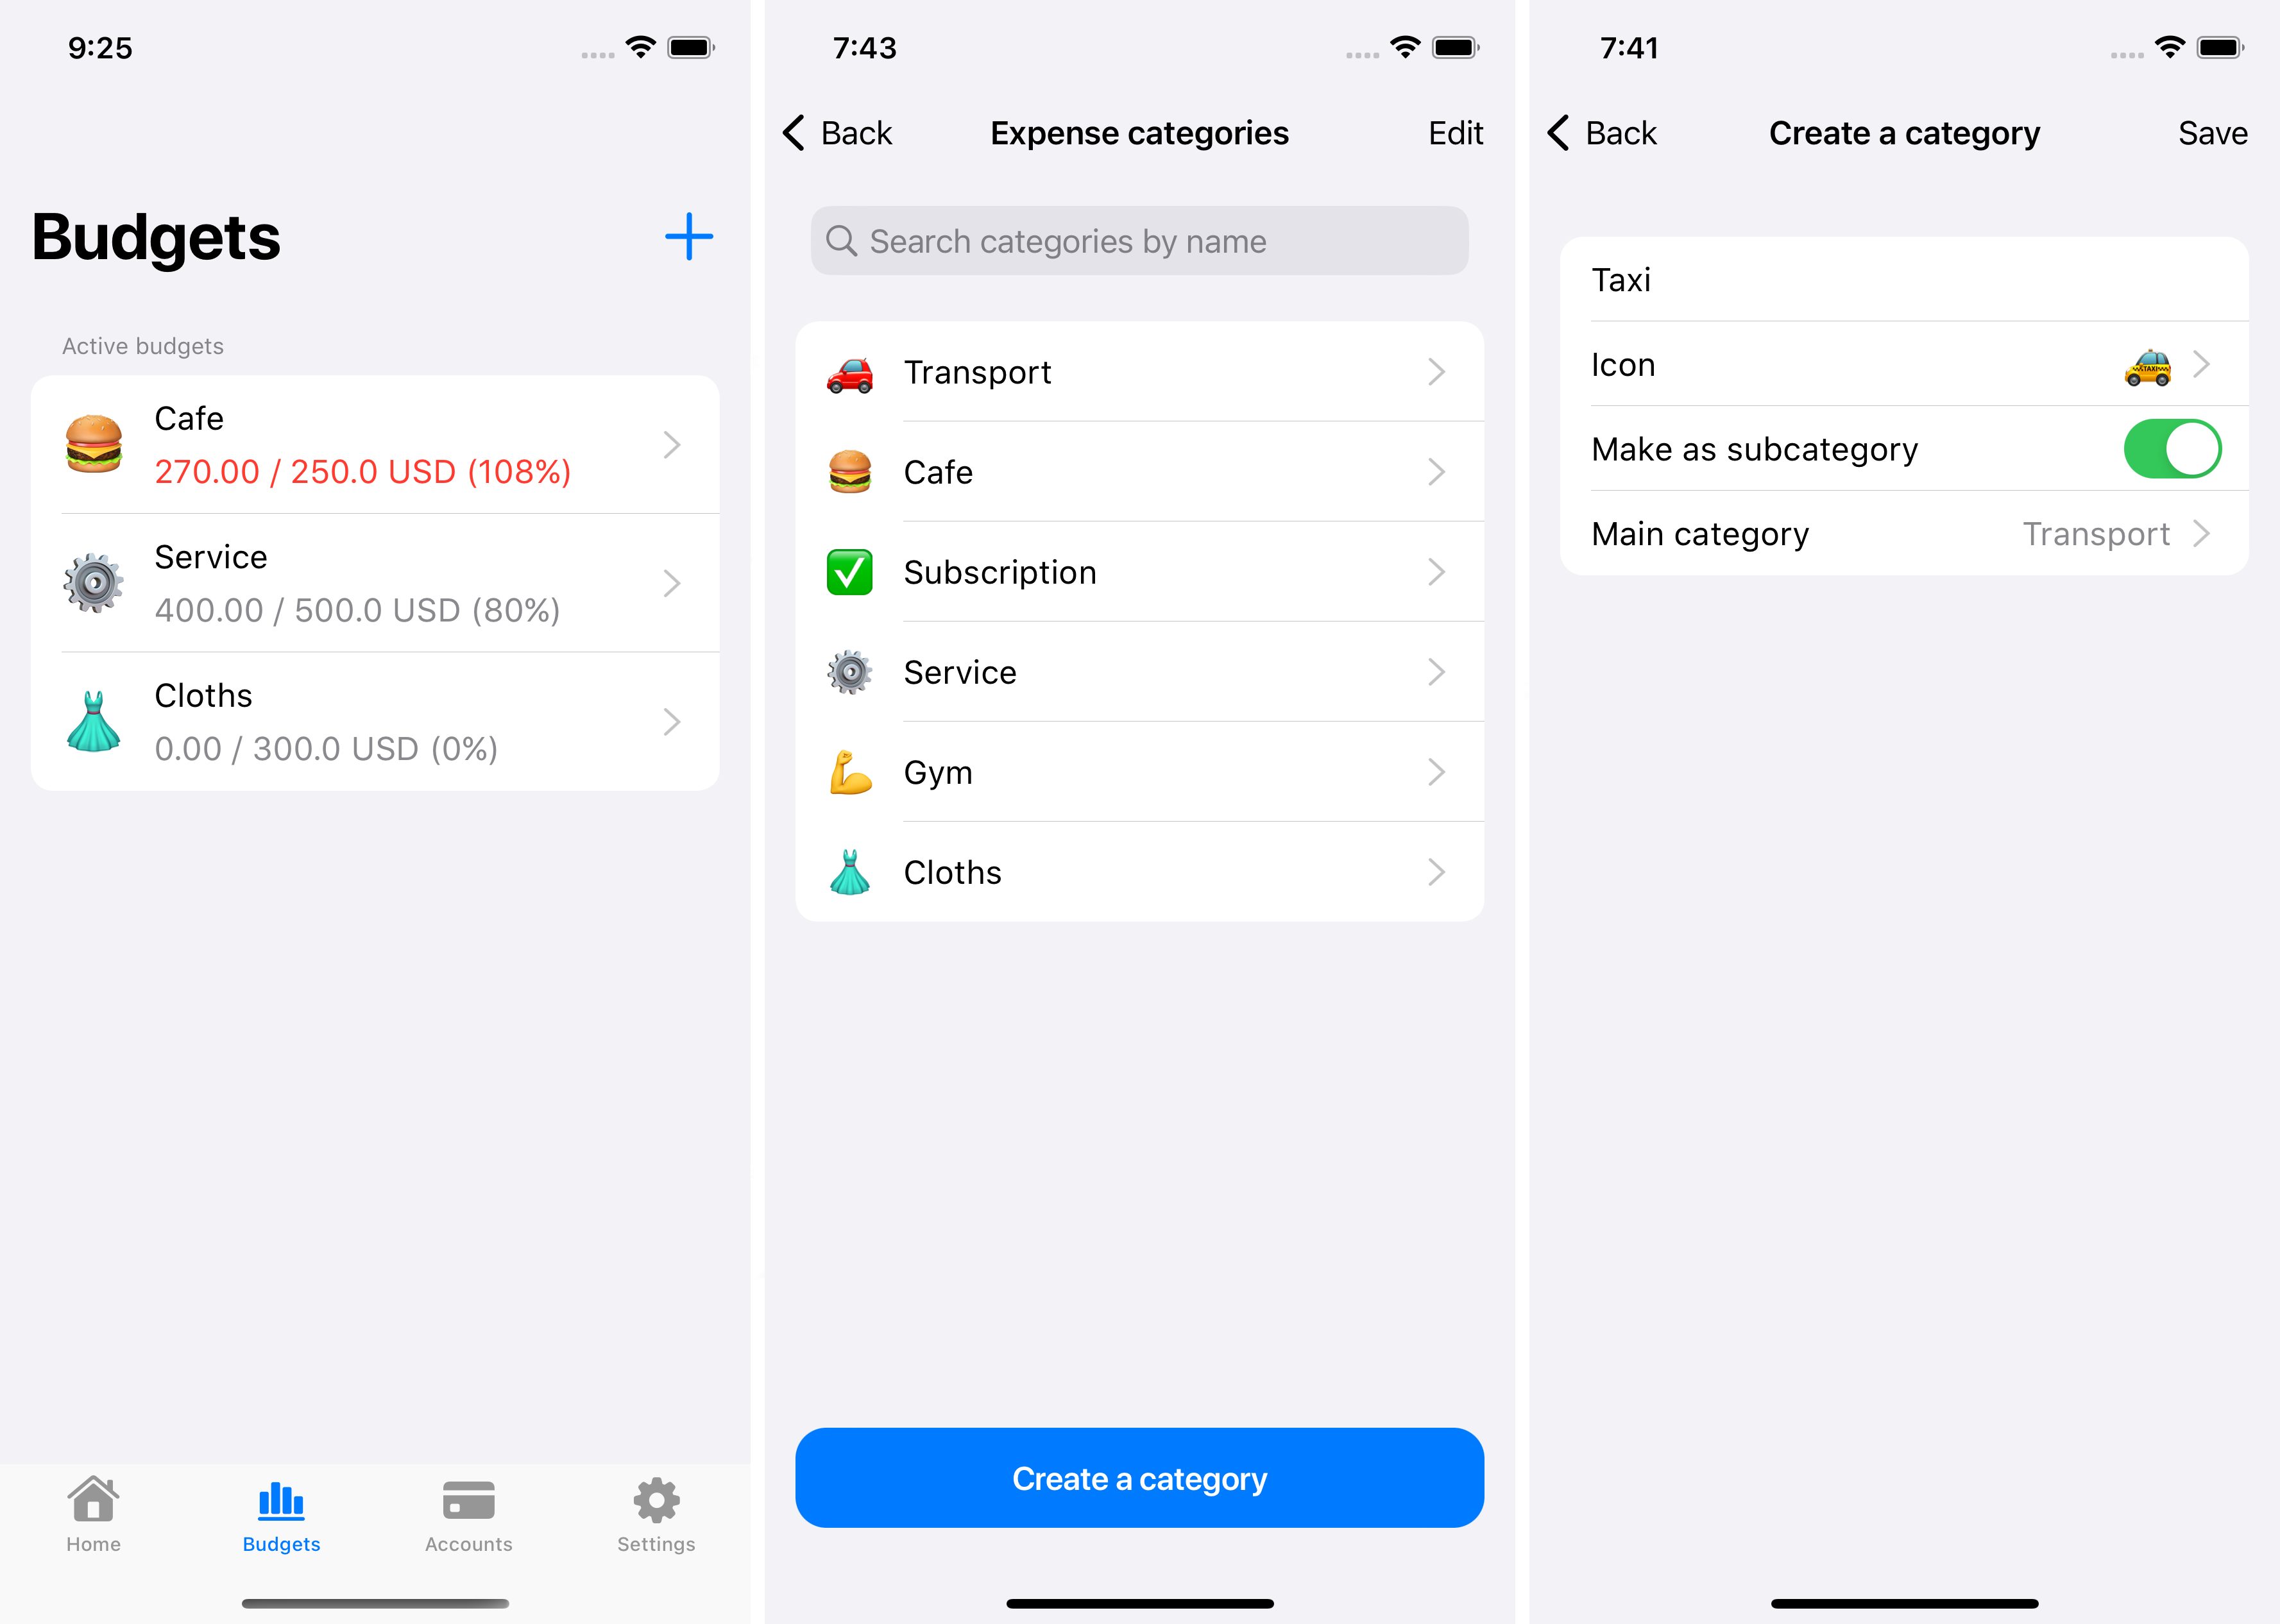 9:25
Budgets
Active budgets
Cafe
270.00 / 250.0 USD (108%)
Service
400.00 / 500.0 USD (80%)
Cloths
0.00 / 300.0 USD (0%)
Home
Budgets
Accounts
Settings
7:43
Back
Expense categories
Edit
Search categories by name
Transport
Cafe
Subscription
Service
Gym
Cloths
Create a category
7:41
Back
Create a category
Save
Taxi
Icon
TAXI
Make as subcategory
Main category
Transport